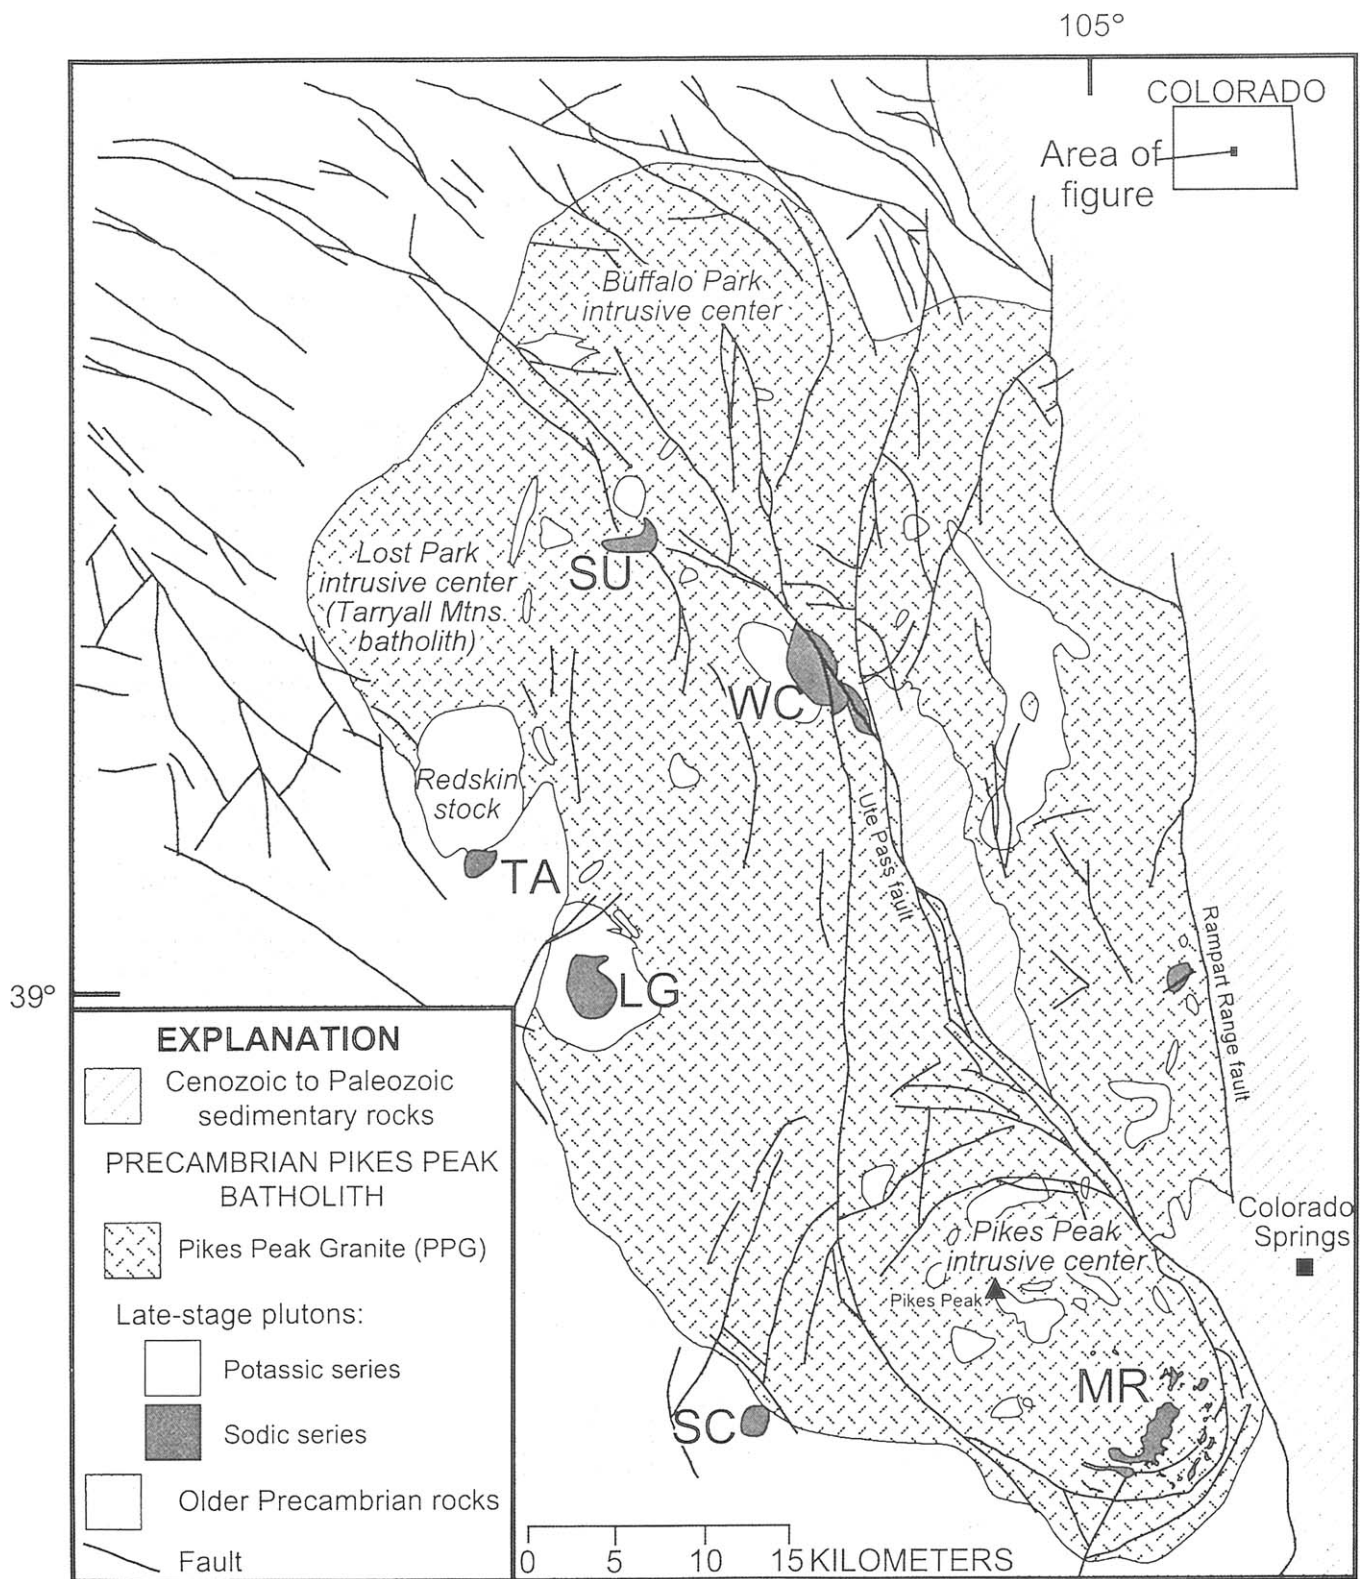 105°
COLORADO
Area of
figure
Buffalo Park
intrusive center
Lost Park
intrusive center
(Tarryall Mtns.
batholith)
SU
WC
Redskin
stock
TA
Ute Pass fault
LG
Rampart Range fault
39°
EXPLANATION
Cenozoic to Paleozoic
sedimentary rocks
PRECAMBRIAN PIKES PEAK
BATHOLITH
Pikes Peak Granite (PPG)
Late-stage plutons:
Potassic series
Sodic series
Older Precambrian rocks
Fault
Colorado
Springs
Pikes Peak
intrusive center
Pikes Peak
MR
SC
0 5 10 15 KILOMETERS